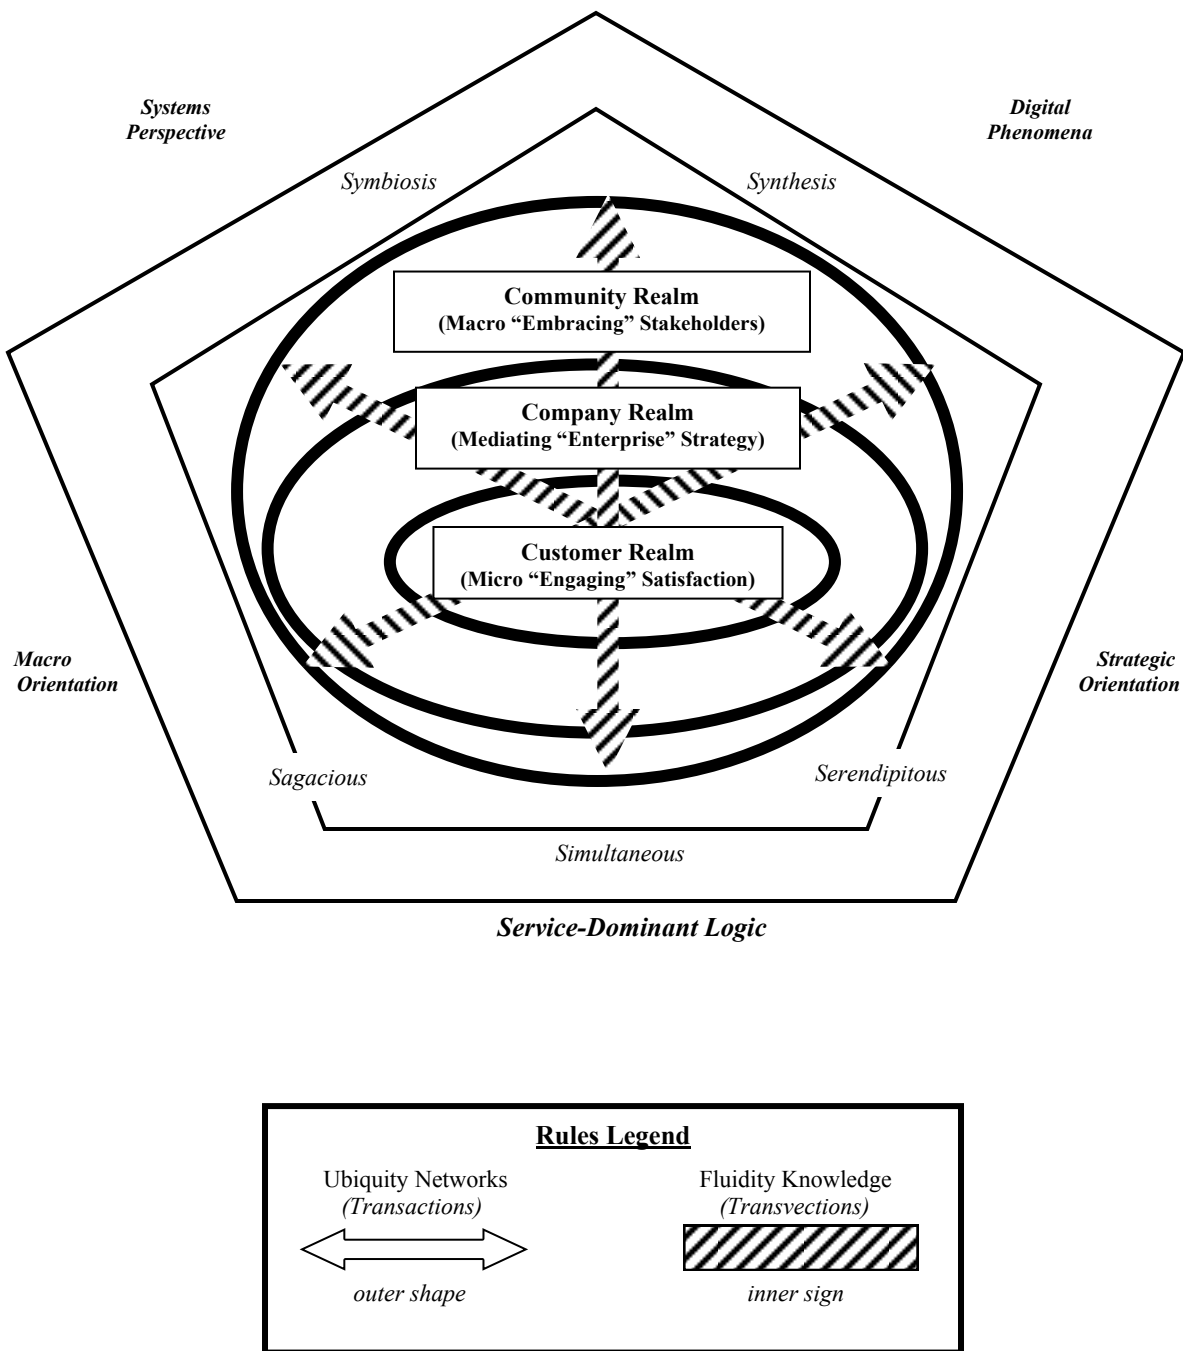 Systems
Perspective
Digital
Phenomena
Symbiosis
Synthesis
Community Realm
(Macro “Embracing” Stakeholders)
Company Realm
(Mediating “Enterprise” Strategy)
Customer Realm
(Micro “Engaging” Satisfaction)
Macro
Orientation
Strategic
Orientation
Sagacious
Serendipitous
Simultaneous
Service-Dominant Logic
Rules Legend
Ubiquity Networks
(Transactions)
outer shape
Fluidity Knowledge
(Transvections)
inner sign